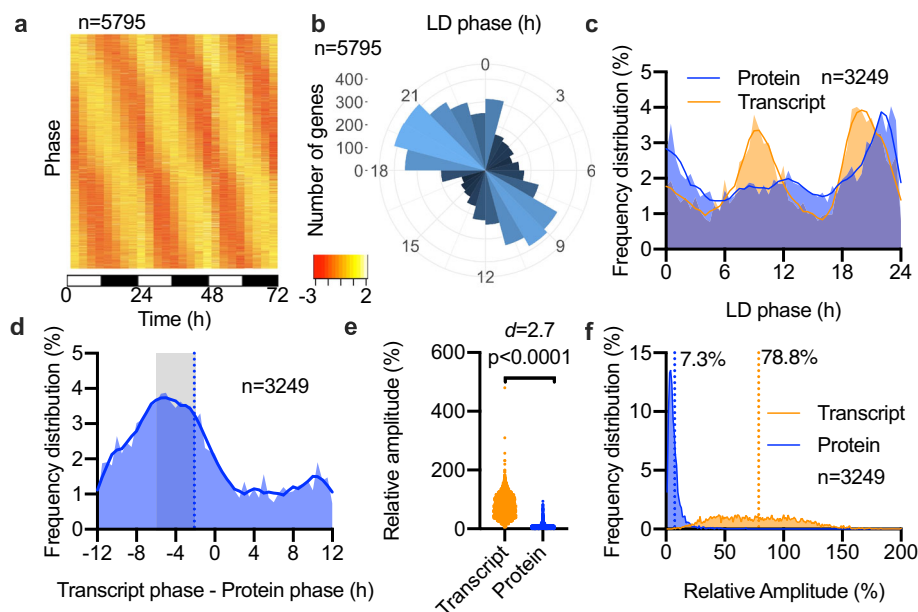 a
n=5795
Phase
0
24
48
72
Time (h)
-3
2
b
LD phase (h)
n=5795
Number of genes
400
300
200
100
0
0
3
6
9
12
15
18
21
c
Protein n=3249
Transcript
Frequency distribution (%)
5
4
3
2
1
0
0
6
12
18
24
LD phase (h)
d
n=3249
Frequency distribution (%)
5
4
3
2
1
0
-12
-8
-4
0
4
8
12
Transcript phase - Protein phase (h)
e
d=2.7
p<0.0001
Relative amplitude (%)
600
400
200
0
Transcript
Protein
f
7.3%
78.8%
Transcript
Protein
n=3249
Frequency distribution (%)
15
10
5
0
0
50
100
150
200
Relative Amplitude (%)